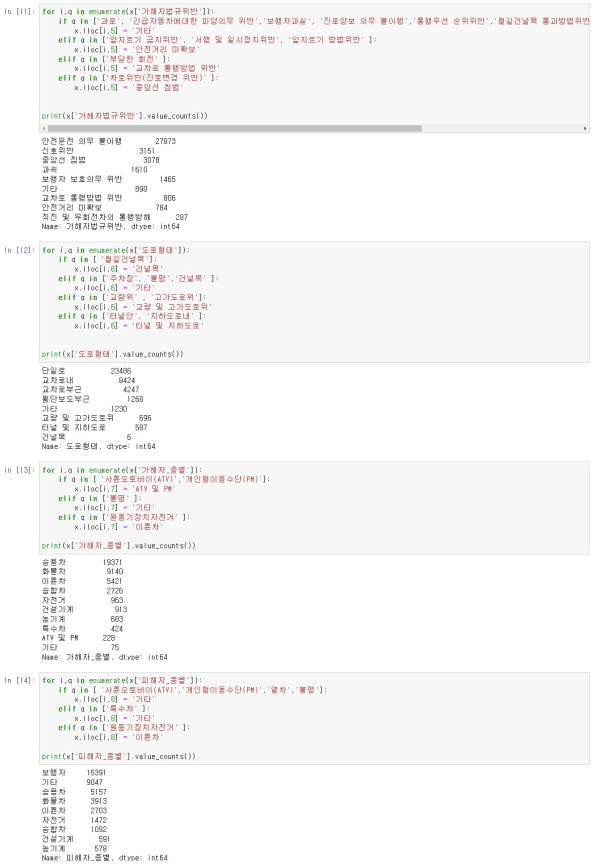 In [11]: for i,q in enumerate(x['가해자법규위반']):
if q in ['과로', '긴급자동차에대한 피양의무 위반','보행자과실', '진로양보 의무 불이행','통행우선 순위위반','철길건널목 통과방법위반
x.iloc[i,5] = '기타'
elif q in ['앞지르기 금지위반', '서행 및 일시정지위반', '앞지르기 방법위반' ]:
x.iloc[i,5] = '안전거리 미확보'
elif q in ['부당한 회전' ]:
x.iloc[i,5] = '교차로 통행방법 위반'
elif q in ['차로위반(진로변경 위반)' ]:
x.iloc[i,5] = '중앙선 침범'
print(x['가해자법규위반'].value_counts())
안전운전 의무 불이행 27873
신호위반 3151
중앙선 침범 3078
과속 1610
보행자 보호의무 위반 1465
기타 890
교차로 통행방법 위반 806
안전거리 미확보 784
직진 및 우회전차의 통행방해 287
Name: 가해자법규위반, dtype: int64
In [12]: for i,q in enumerate(x['도로형태']):
if q in [ '철길건널목']:
x.iloc[i,6] = '건널목'
elif q in ['주차장', '불명','건널목' ]:
x.iloc[i,6] = '기타'
elif q in ['교량위' , '고가도로위']:
x.iloc[i,6] = '교량 및 고가도로위'
elif q in ['터널안', '지하도로내' ]:
x.iloc[i,6] = '터널 및 지하도로'
print(x['도로형태'].value_counts())
단일로 23486
교차로내 8424
교차로부근 4247
횡단보도부근 1268
기타 1230
교량 및 고가도로위 696
터널 및 지하도로 587
건널목 6
Name: 도로형태, dtype: int64
In [13]: for i,q in enumerate(x['가해자_종별']):
if q in [ '사륜오토바이(ATV)','개인형이동수단(PM)']:
x.iloc[i,7] = 'ATV 및 PM'
elif q in ['불명' ]:
x.iloc[i,7] = '기타'
elif q in ['원동기장치자전거' ]:
x.iloc[i,7] = '이륜차'
print(x['가해자_종별'].value_counts())
승용차 19371
화물차 9140
이륜차 5421
승합차 2726
자전거 963
건설기계 913
농기계 683
특수차 424
ATV 및 PM 228
기타 75
Name: 가해자_종별, dtype: int64
In [14]: for i,q in enumerate(x['피해자_종별']):
if q in [ '사륜오토바이(ATV)','개인형이동수단(PM)','열차','불명']:
x.iloc[i,8] = '기타'
elif q in ['특수차' ]:
x.iloc[i,8] = '기타'
elif q in ['원동기장치자전거' ]:
x.iloc[i,8] = '이륜차'
print(x['피해자_종별'].value_counts())
보행자 15391
기타 9047
승용차 5157
화물차 3913
이륜차 2703
자전거 1472
승합차 1092
건설기계 591
농기계 578
Name: 피해자_종별, dtype: int64